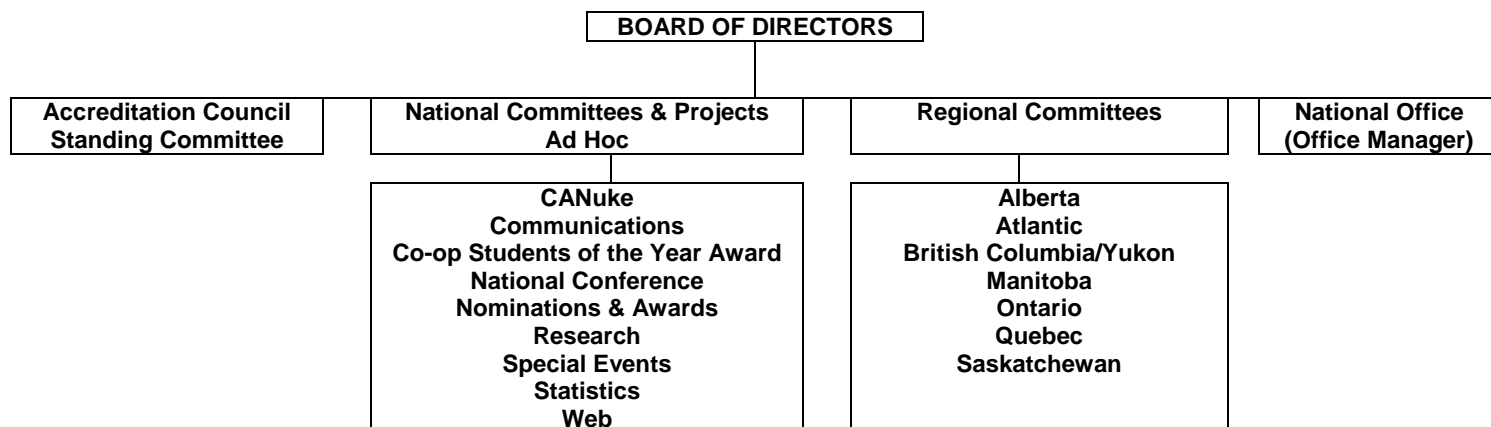 BOARD OF DIRECTORS
Accreditation Council
Standing Committee
National Committees & Projects
Ad Hoc
Regional Committees
National Office
(Office Manager)
CANuke
Communications
Co-op Students of the Year Award
National Conference
Nominations & Awards
Research
Special Events
Statistics
Web
Alberta
Atlantic
British Columbia/Yukon
Manitoba
Ontario
Quebec
Saskatchewan